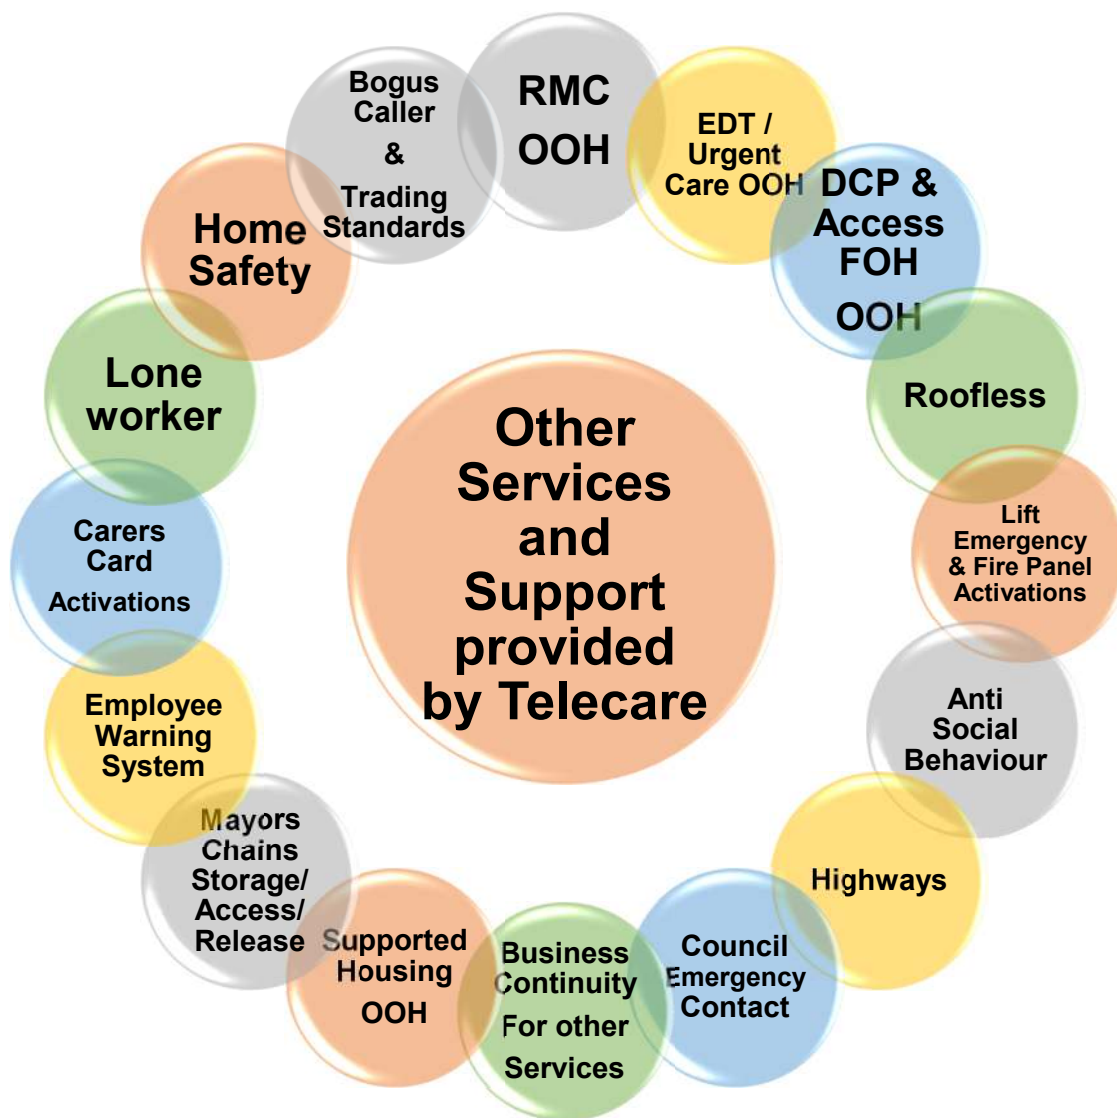 Other
Services
and
Support
provided
by Telecare
RMC
OOH
EDT /
Urgent
Care OOH
DCP &
Access
FOH
OOH
Roofless
Lift
Emergency
& Fire Panel
Activations
Anti
Social
Behaviour
Highways
Council
Emergency
Contact
Business
Continuity
For other
Services
Supported
Housing
OOH
Mayors
Chains
Storage/
Access/
Release
Employee
Warning
System
Carers
Card
Activations
Lone
worker
Home
Safety
Bogus
Caller
&
Trading
Standards